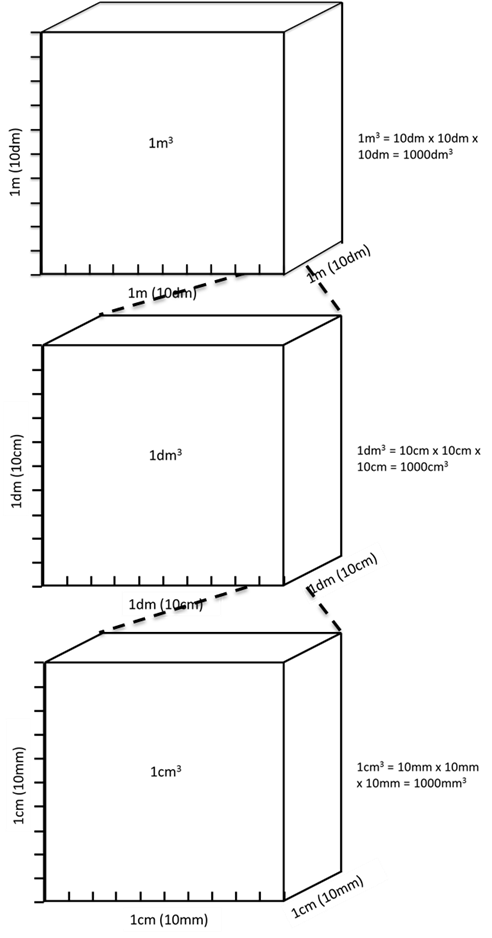 1m (10dm)
1m³
1m³ = 10dm x 10dm x
10dm = 1000dm³
1m (10dm)
1m (10dm)
1dm (10cm)
1dm³
1dm³ = 10cm x 10cm x
10cm = 1000cm³
1dm (10cm)
1dm (10cm)
1cm (10mm)
1cm³
1cm³ = 10mm x 10mm
x 10mm = 1000mm³
1cm (10mm)
1cm (10mm)